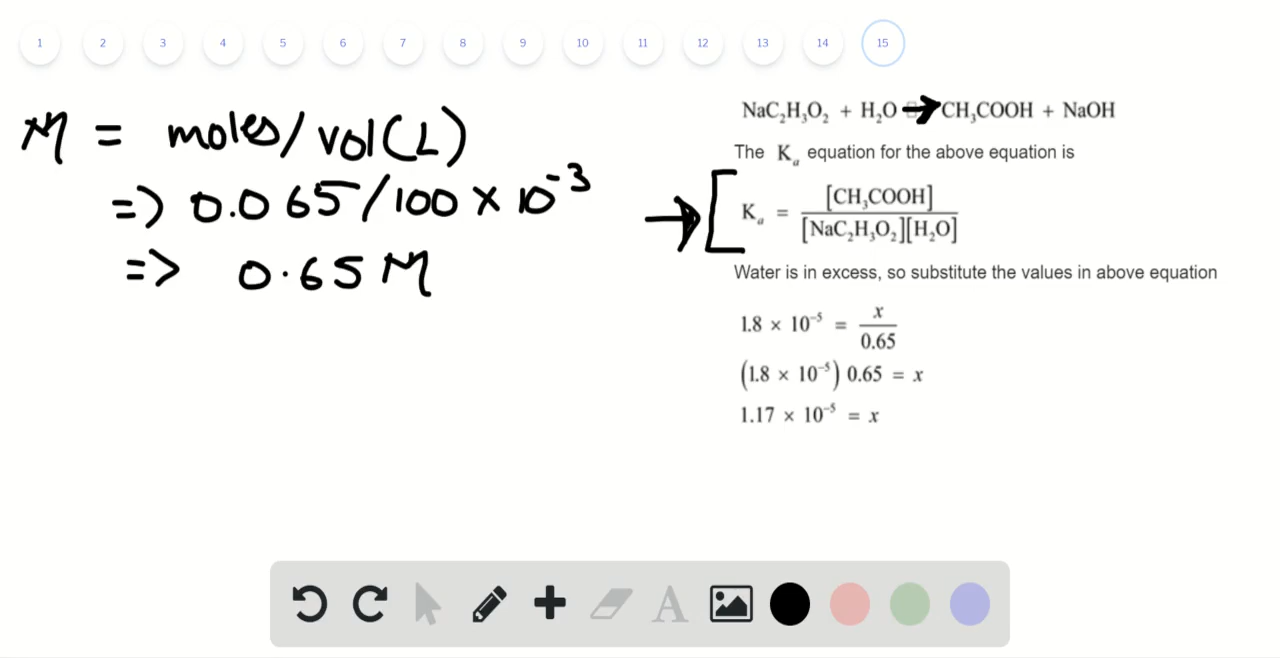 1 2 3 4 5 6 7 8 9 10 11 12 13 14 15
M = moles/vol(L)
=> 0.065/100 × 10⁻³
=> 0.65 M
NaC₂H₃O₂ + H₂O → CH₃COOH + NaOH
The Kₐ equation for the above equation is
→ [ Kₐ = [CH₃COOH] / [NaC₂H₃O₂][H₂O]
Water is in excess, so substitute the values in above equation
1.8 × 10⁻⁵ = x / 0.65
(1.8 × 10⁻⁵) 0.65 = x
1.17 × 10⁻⁵ = x
A